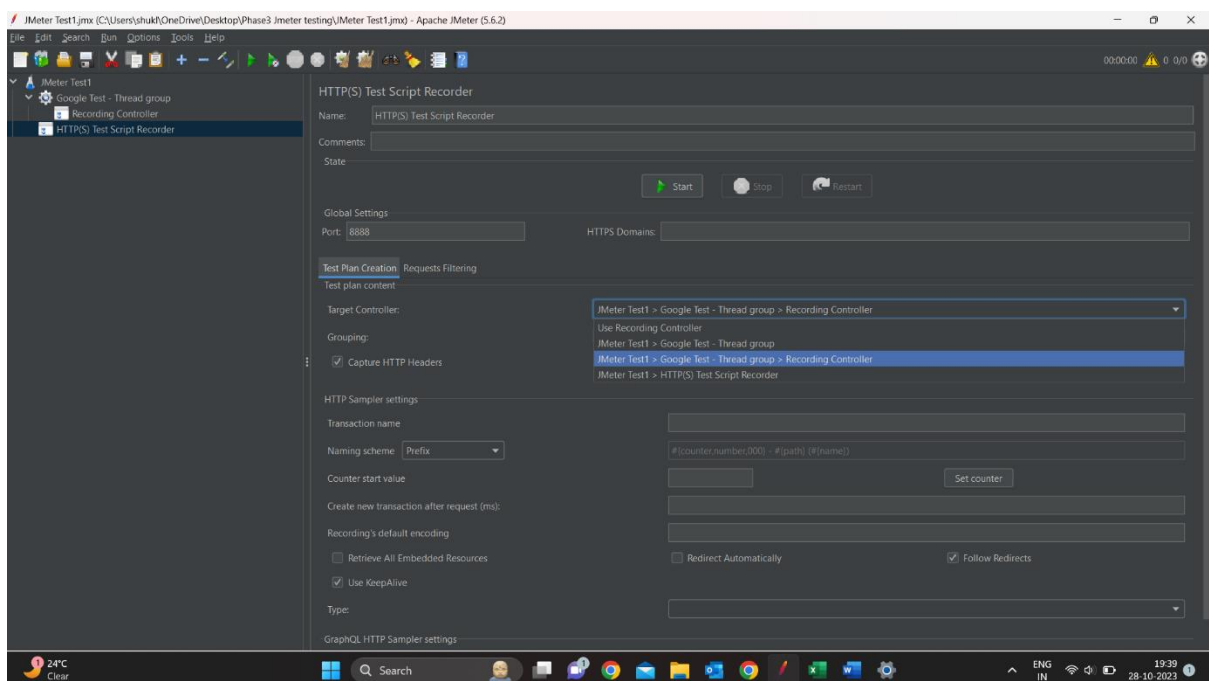 JMeter Test1.jmx (C:\Users\shukl\OneDrive\Desktop\Phase3 Jmeter testing\JMeter Test1.jmx) - Apache JMeter (5.6.2)
File Edit Search Run Options Tools Help
00:00:00 0 0/0
JMeter Test1
Google Test - Thread group
Recording Controller
HTTP(S) Test Script Recorder
HTTP(S) Test Script Recorder
Name: HTTP(S) Test Script Recorder
Comments:
State
Start Stop Restart
Global Settings
Port: 8888 HTTPS Domains:
Test Plan Creation Requests Filtering
Test plan content
Target Controller: JMeter Test1 > Google Test - Thread group > Recording Controller
Use Recording Controller
Grouping: JMeter Test1 > Google Test - Thread group
Capture HTTP Headers JMeter Test1 > Google Test - Thread group > Recording Controller
JMeter Test1 > HTTP(S) Test Script Recorder
HTTP Sampler settings
Transaction name
Naming scheme Prefix #{counter,number,000} - #{path} (#{name})
Counter start value Set counter
Create new transaction after request (ms):
Recording's default encoding
Retrieve All Embedded Resources Redirect Automatically Follow Redirects
Use KeepAlive
Type:
GraphQL HTTP Sampler settings
1 24°C
Clear
Search
ENG
IN
19:39
28-10-2023
1